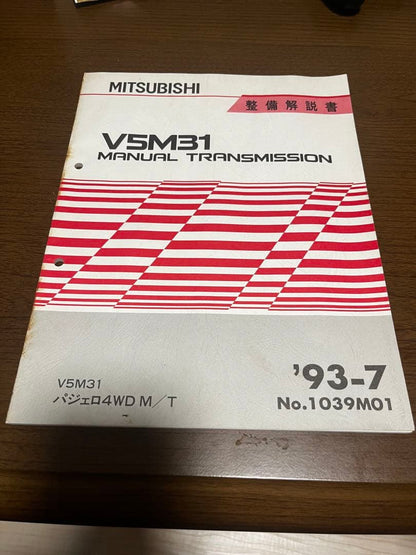 MITSUBISHI
整備解説書
V5M31
MANUAL TRANSMISSION
'93-7
No.1039M01
V5M31
パジェロ4WD M/T